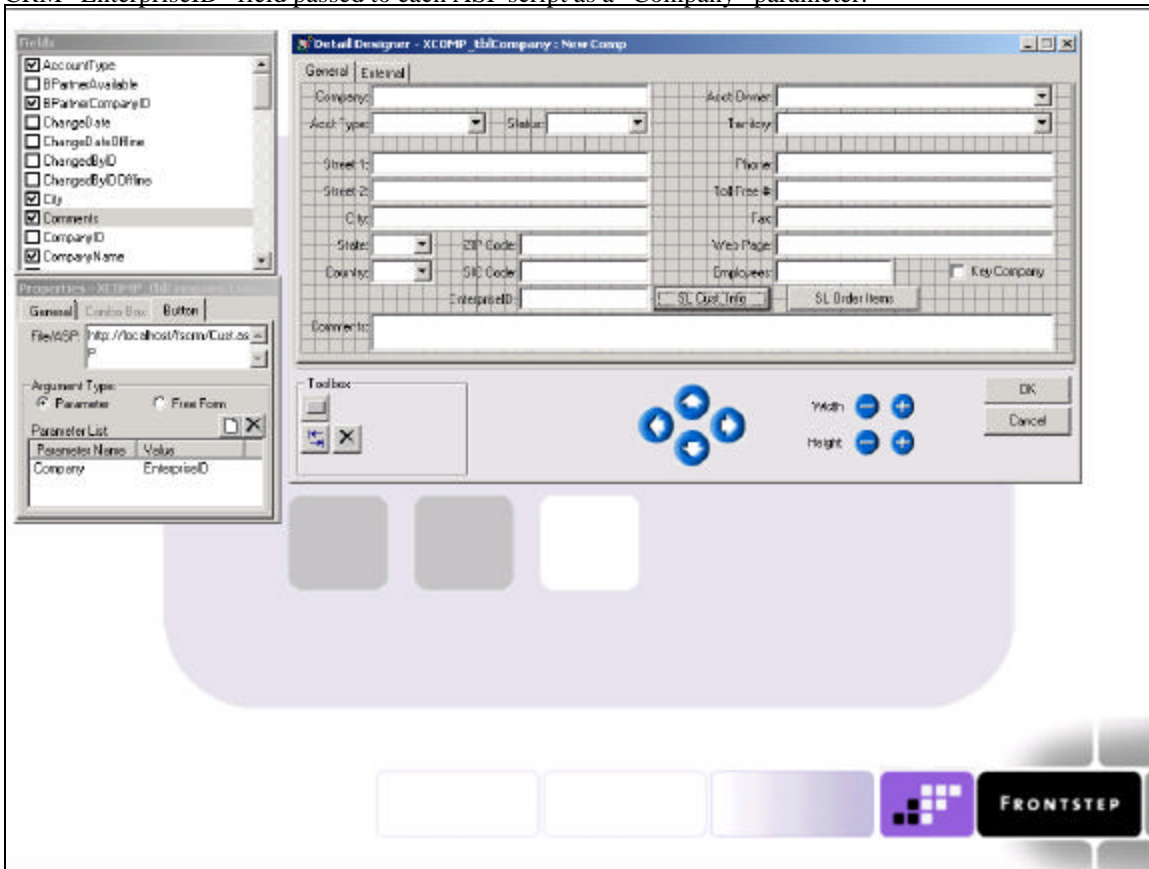 CRM "EnterpriseID" field passed to each ASP script as a "Company" parameter.
Fields
AccountType
BPartnerAvailable
BPartnerCompanyID
ChangeDate
ChangeDateOffline
ChangedByID
ChangedByIDOffline
City
Comments
CompanyID
CompanyName
Properties - XCOMP_tblCompany
General Combo Box Button
File/ASP: http://localhost/fscrm/Cust.as
p
Argument Type:
Parameter Free Form
Parameter List
Parameter Name Value
Company EnterpriseID
Detail Designer - XCOMP_tblCompany : New Comp
General External
Company: Acct Owner:
Acct Type: Status: Territory:
Street 1: Phone:
Street 2: Toll Free #:
City: Fax:
State: ZIP Code: Web Page:
Country: SIC Code: Employees: Key Company
EnterpriseID: SL Cust. Info SL Order Items
Comments:
Toolbox
Width
Height
OK
Cancel
FRONTSTEP